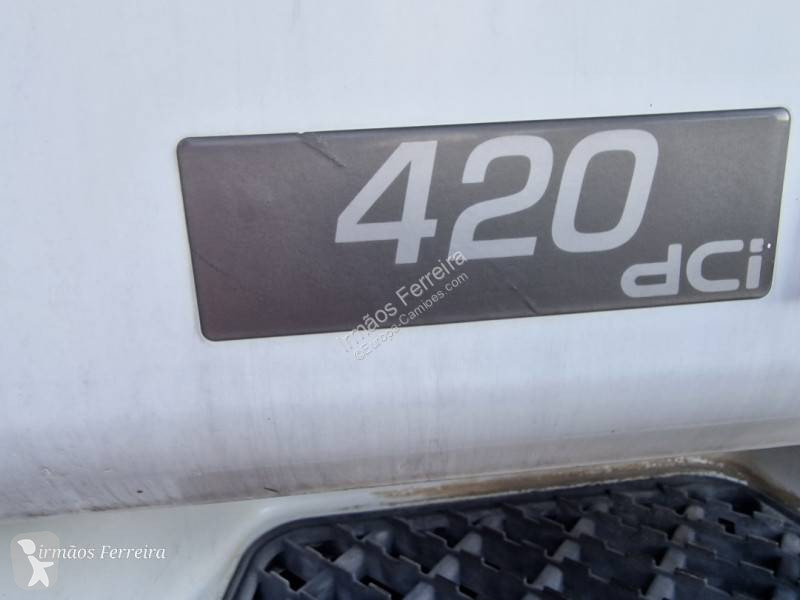 420
dCi
Irmãos Ferreira
©Europa-Camiões.com
irmãos Ferreira